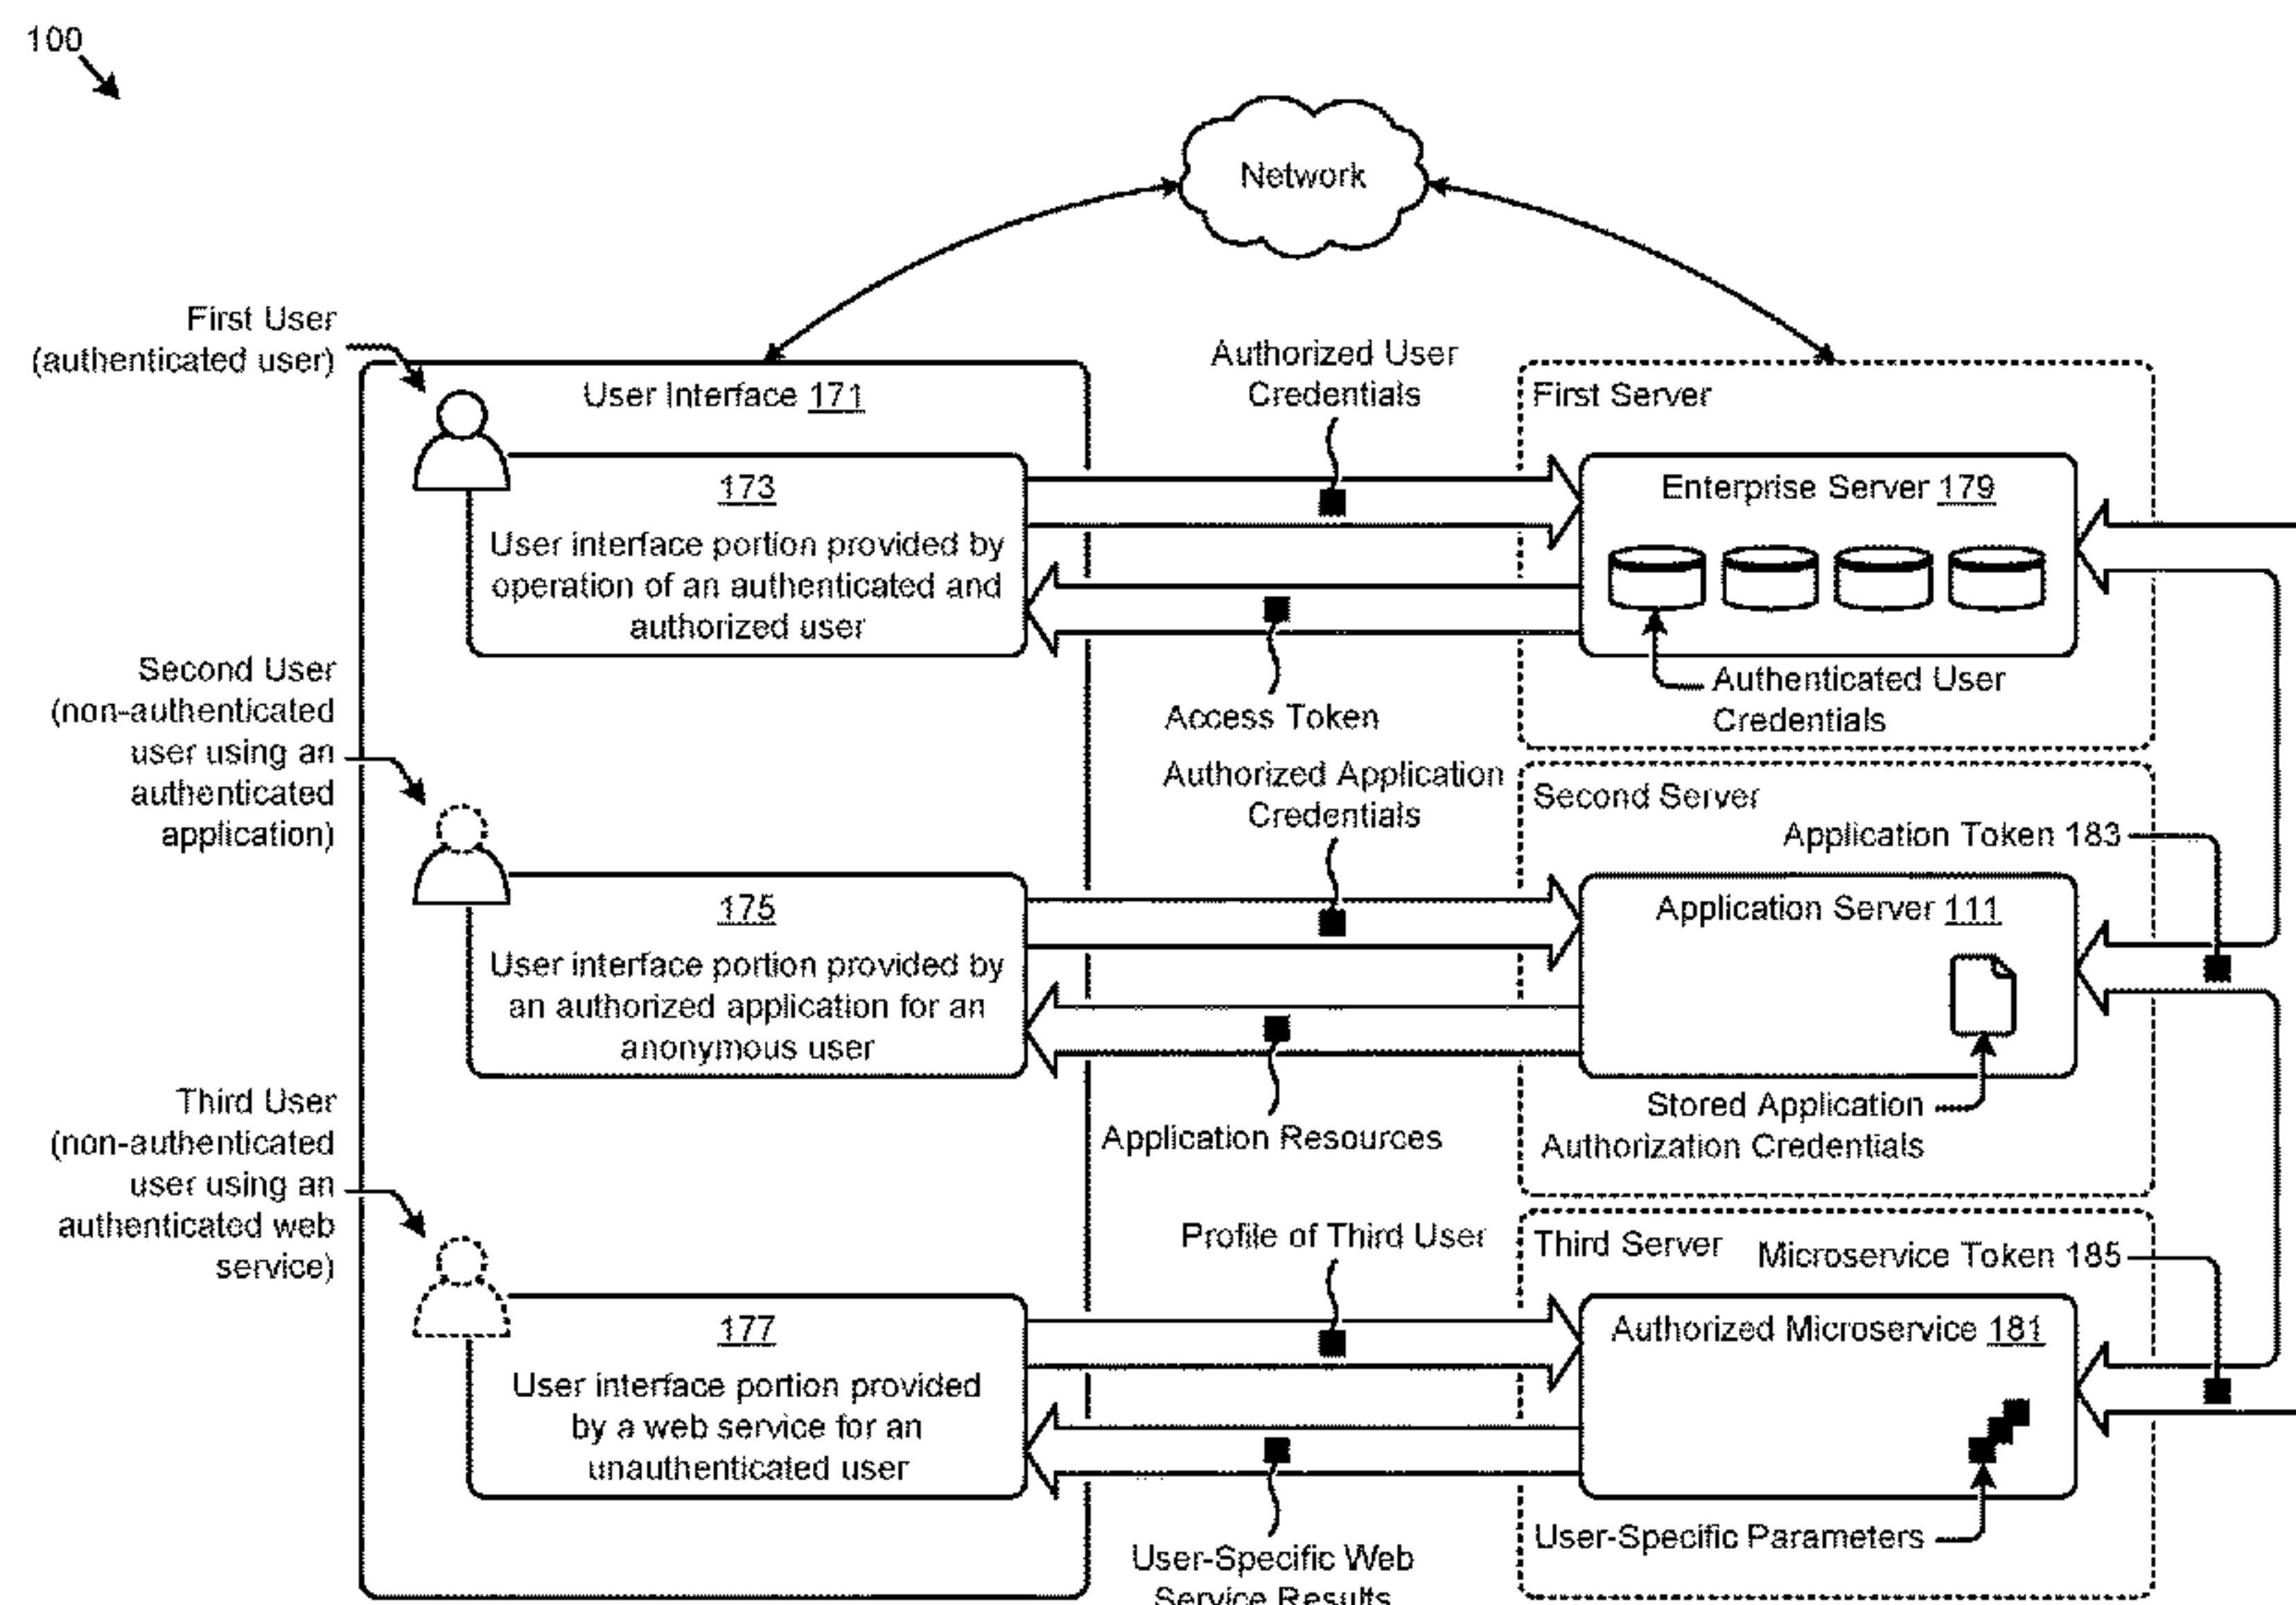 100
Network
First User
(authenticated user)
User Interface 171
Authorized User
Credentials
First Server
173
User interface portion provided by
operation of an authenticated and
authorized user
Enterprise Server 179
Authenticated User
Credentials
Access Token
Second User
(non-authenticated
user using an
authenticated
application)
Authorized Application
Credentials
Second Server
Application Token 183
175
User interface portion provided by
an authorized application for an
anonymous user
Application Server 111
Stored Application
Authorization Credentials
Application Resources
Third User
(non-authenticated
user using an
authenticated web
service)
Profile of Third User
Third Server
Microservice Token 185
177
User interface portion provided
by a web service for an
unauthenticated user
Authorized Microservice 181
User-Specific Parameters
User-Specific Web
Service Results